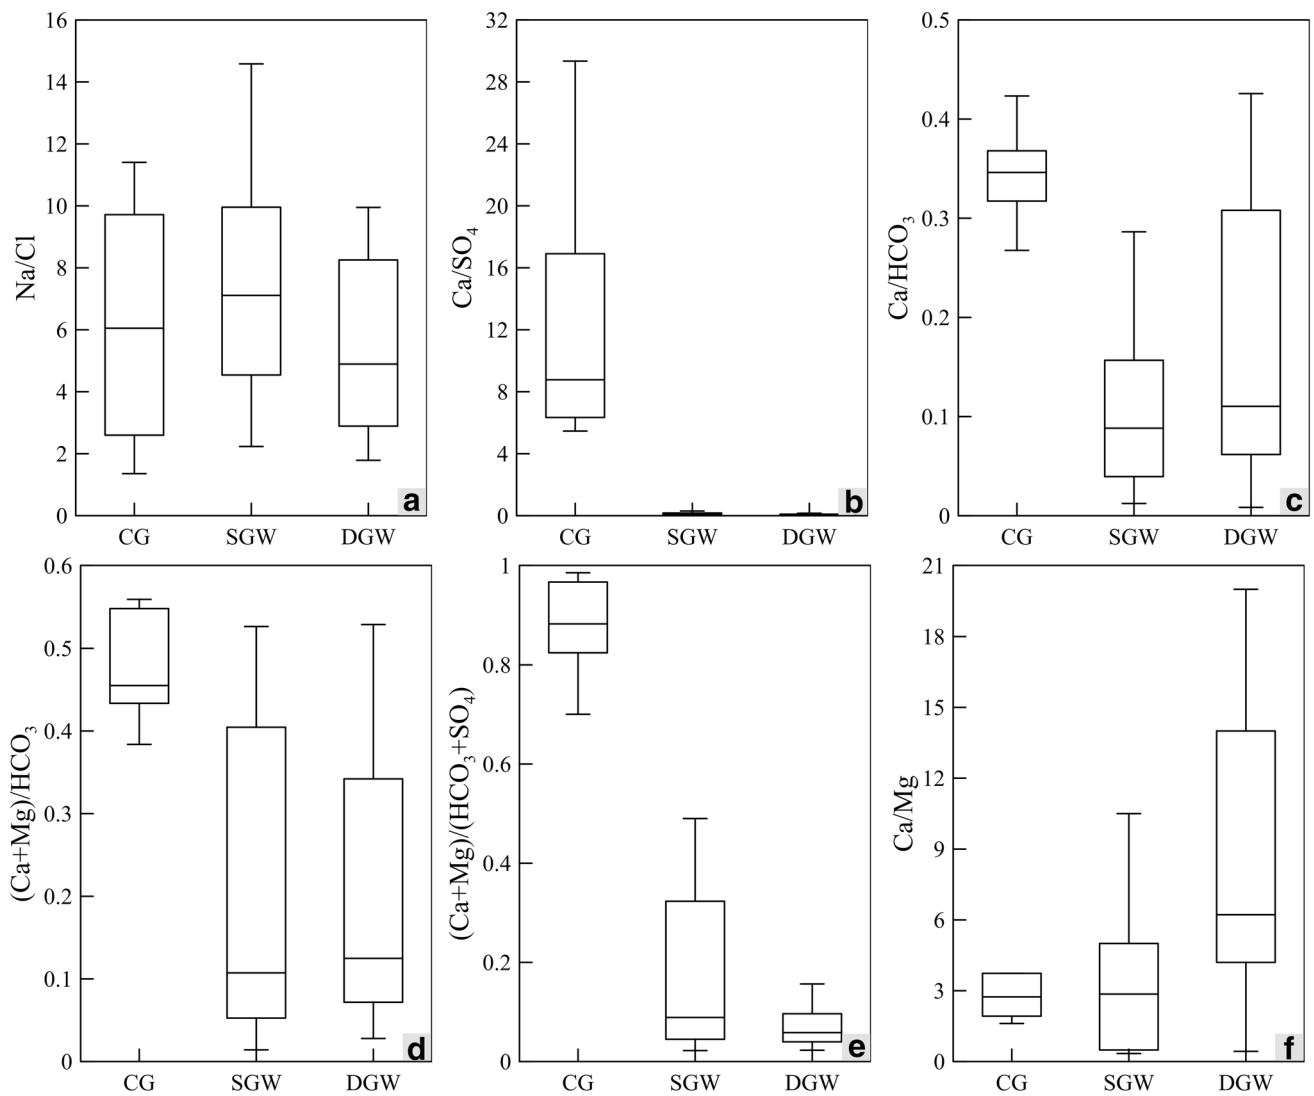 16
14
12
10
8
6
4
2
0
Na/Cl
CG SGW DGW
a
32
28
24
20
16
12
8
4
0
Ca/SO₄
CG SGW DGW
b
0.5
0.4
0.3
0.2
0.1
0
Ca/HCO₃
CG SGW DGW
c
0.6
0.5
0.4
0.3
0.2
0.1
0
(Ca+Mg)/HCO₃
CG SGW DGW
d
1
0.8
0.6
0.4
0.2
0
(Ca+Mg)/(HCO₃+SO₄)
CG SGW DGW
e
21
18
15
12
9
6
3
0
Ca/Mg
CG SGW DGW
f